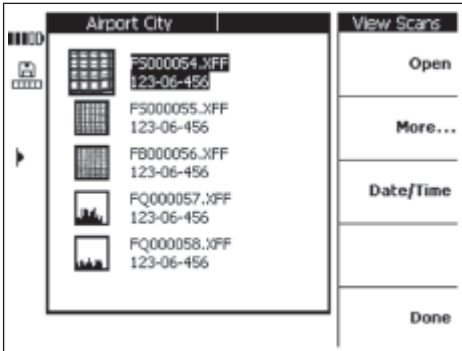 Airport City
View Scans
FS000054.XFF
123-06-456
FS000055.XFF
123-06-456
FB000056.XFF
123-06-456
FQ000057.XFF
123-06-456
FQ000058.XFF
123-06-456
Open
More...
Date/Time
Done